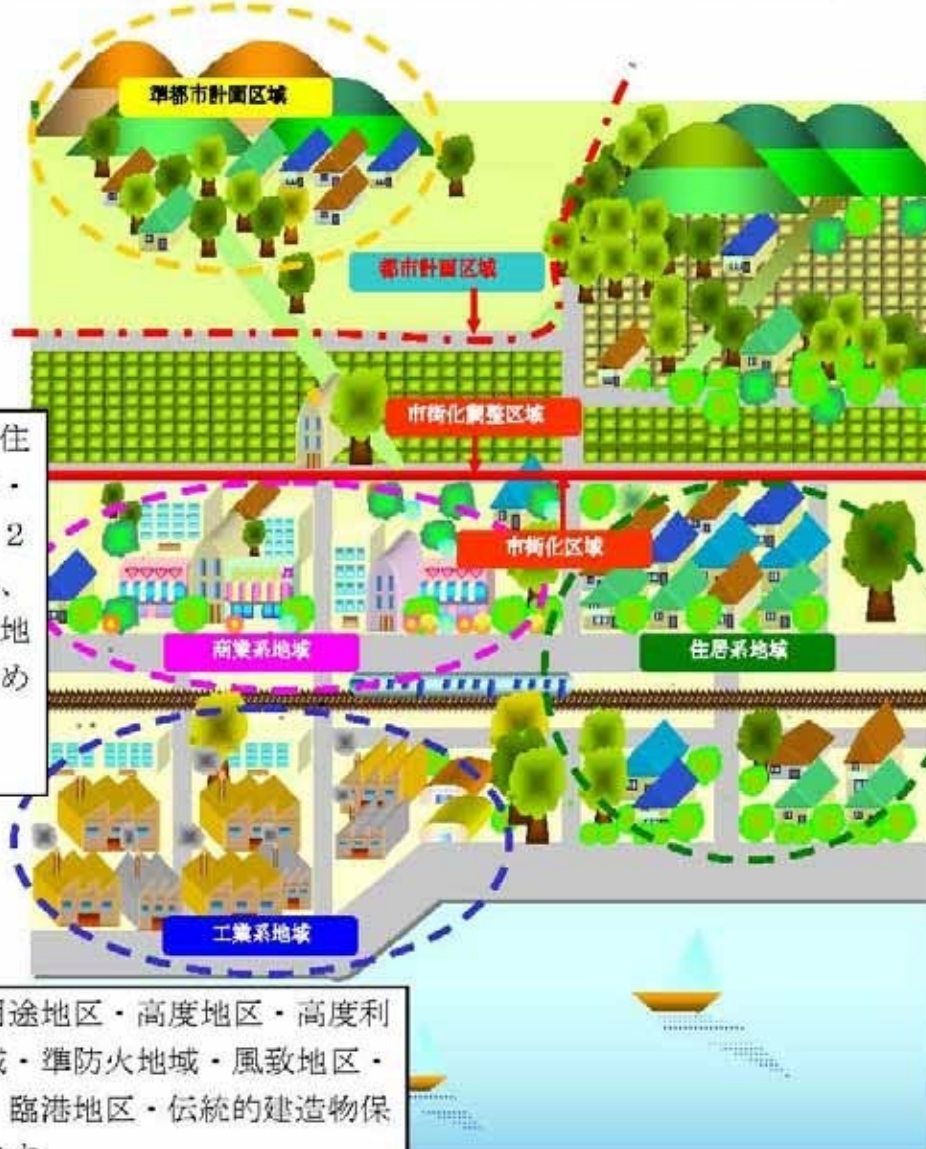 準都市計画区域
都市計画区域
市街化調整区域
市街化区域
住
・
2
、
地
め
商業系地域
住居系地域
工業系地域
途地区・高度地区・高度利
・準防火地域・風致地区・
臨港地区・伝統的建造物保